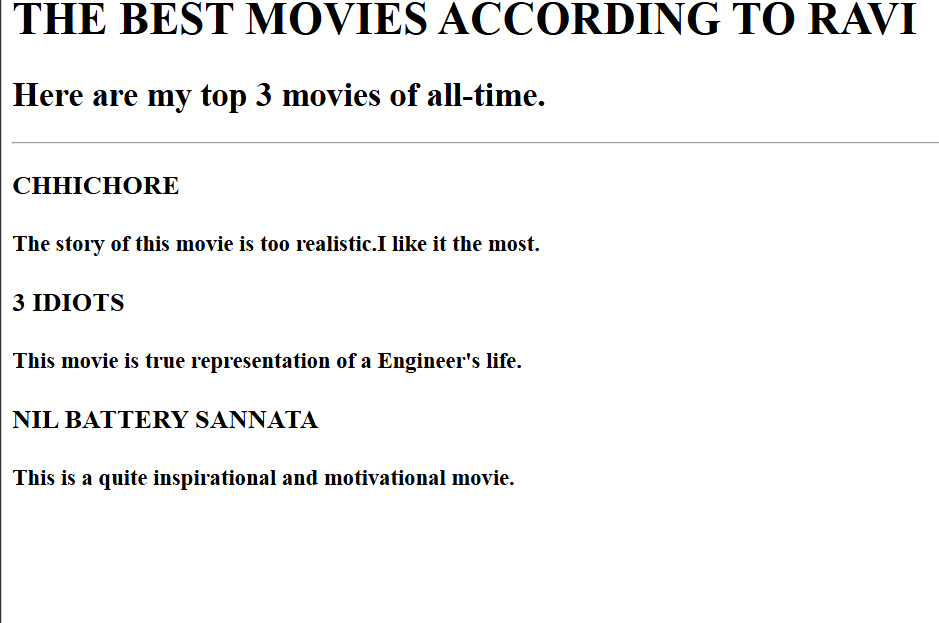 THE BEST MOVIES ACCORDING TO RAVI
Here are my top 3 movies of all-time.
CHHICHORE
The story of this movie is too realistic.I like it the most.
3 IDIOTS
This movie is true representation of a Engineer's life.
NIL BATTERY SANNATA
This is a quite inspirational and motivational movie.